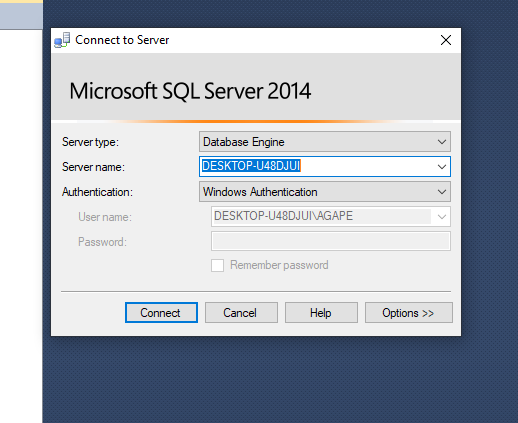 Connect to Server
Microsoft SQL Server 2014
Server type: Database Engine
Server name: DESKTOP-U48DJUI
Authentication: Windows Authentication
User name: DESKTOP-U48DJUI\AGAPE
Password:
Remember password
Connect Cancel Help Options >>